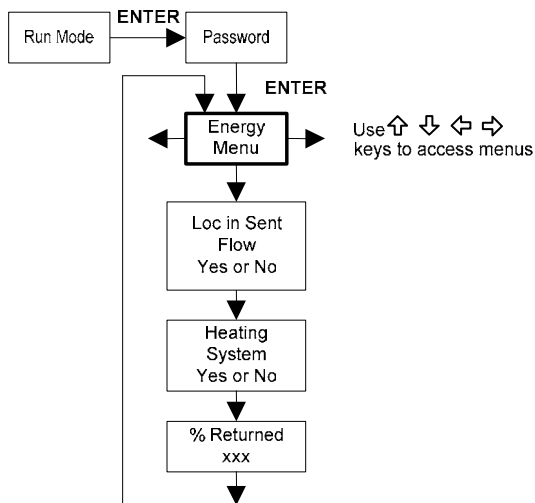 ENTER
Run Mode
Password
ENTER
Energy
Menu
Use
keys to access menus
Loc in Sent
Flow
Yes or No
Heating
System
Yes or No
% Returned
xxx